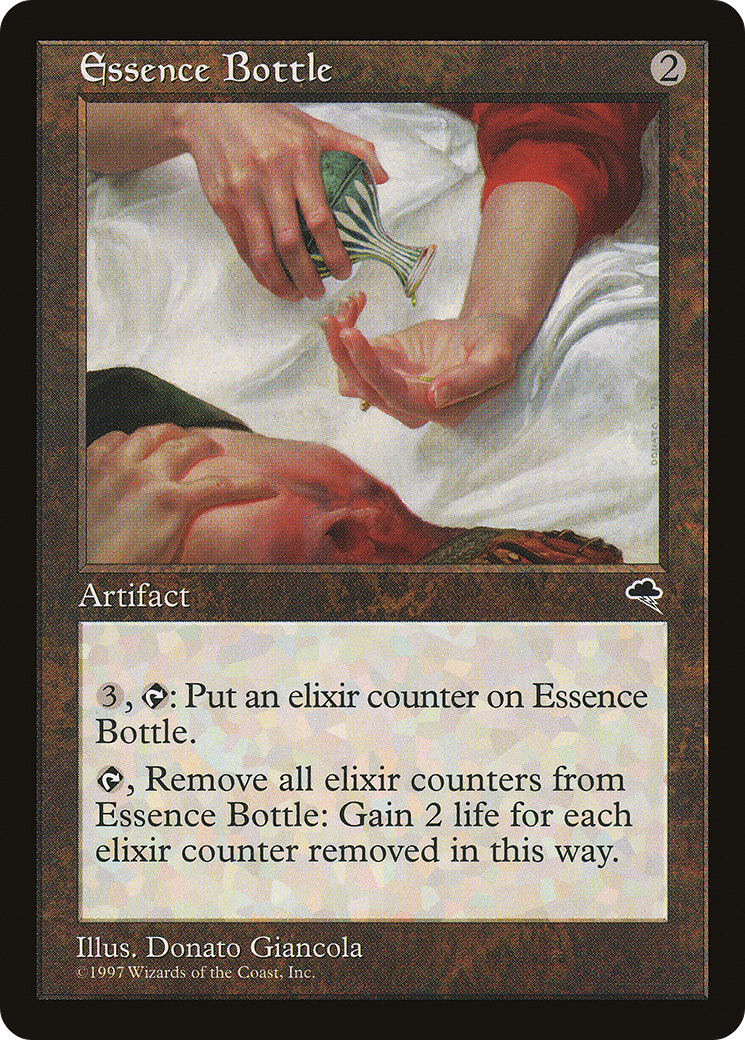 Essence Bottle 2
DONATO
Artifact
3, : Put an elixir counter on Essence
Bottle.
, Remove all elixir counters from
Essence Bottle: Gain 2 life for each
elixir counter removed in this way.
Illus. Donato Giancola
©1997 Wizards of the Coast, Inc.